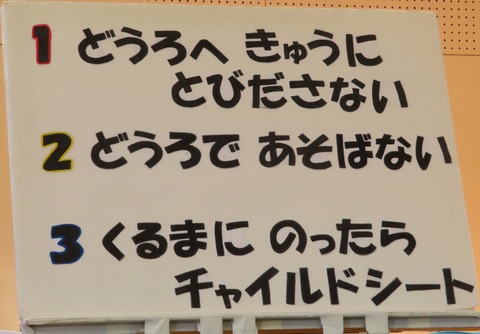 1 どうろへ きゅうに
とびださない
2 どうろで あそばない
3 くるまに のったら
チャイルドシート